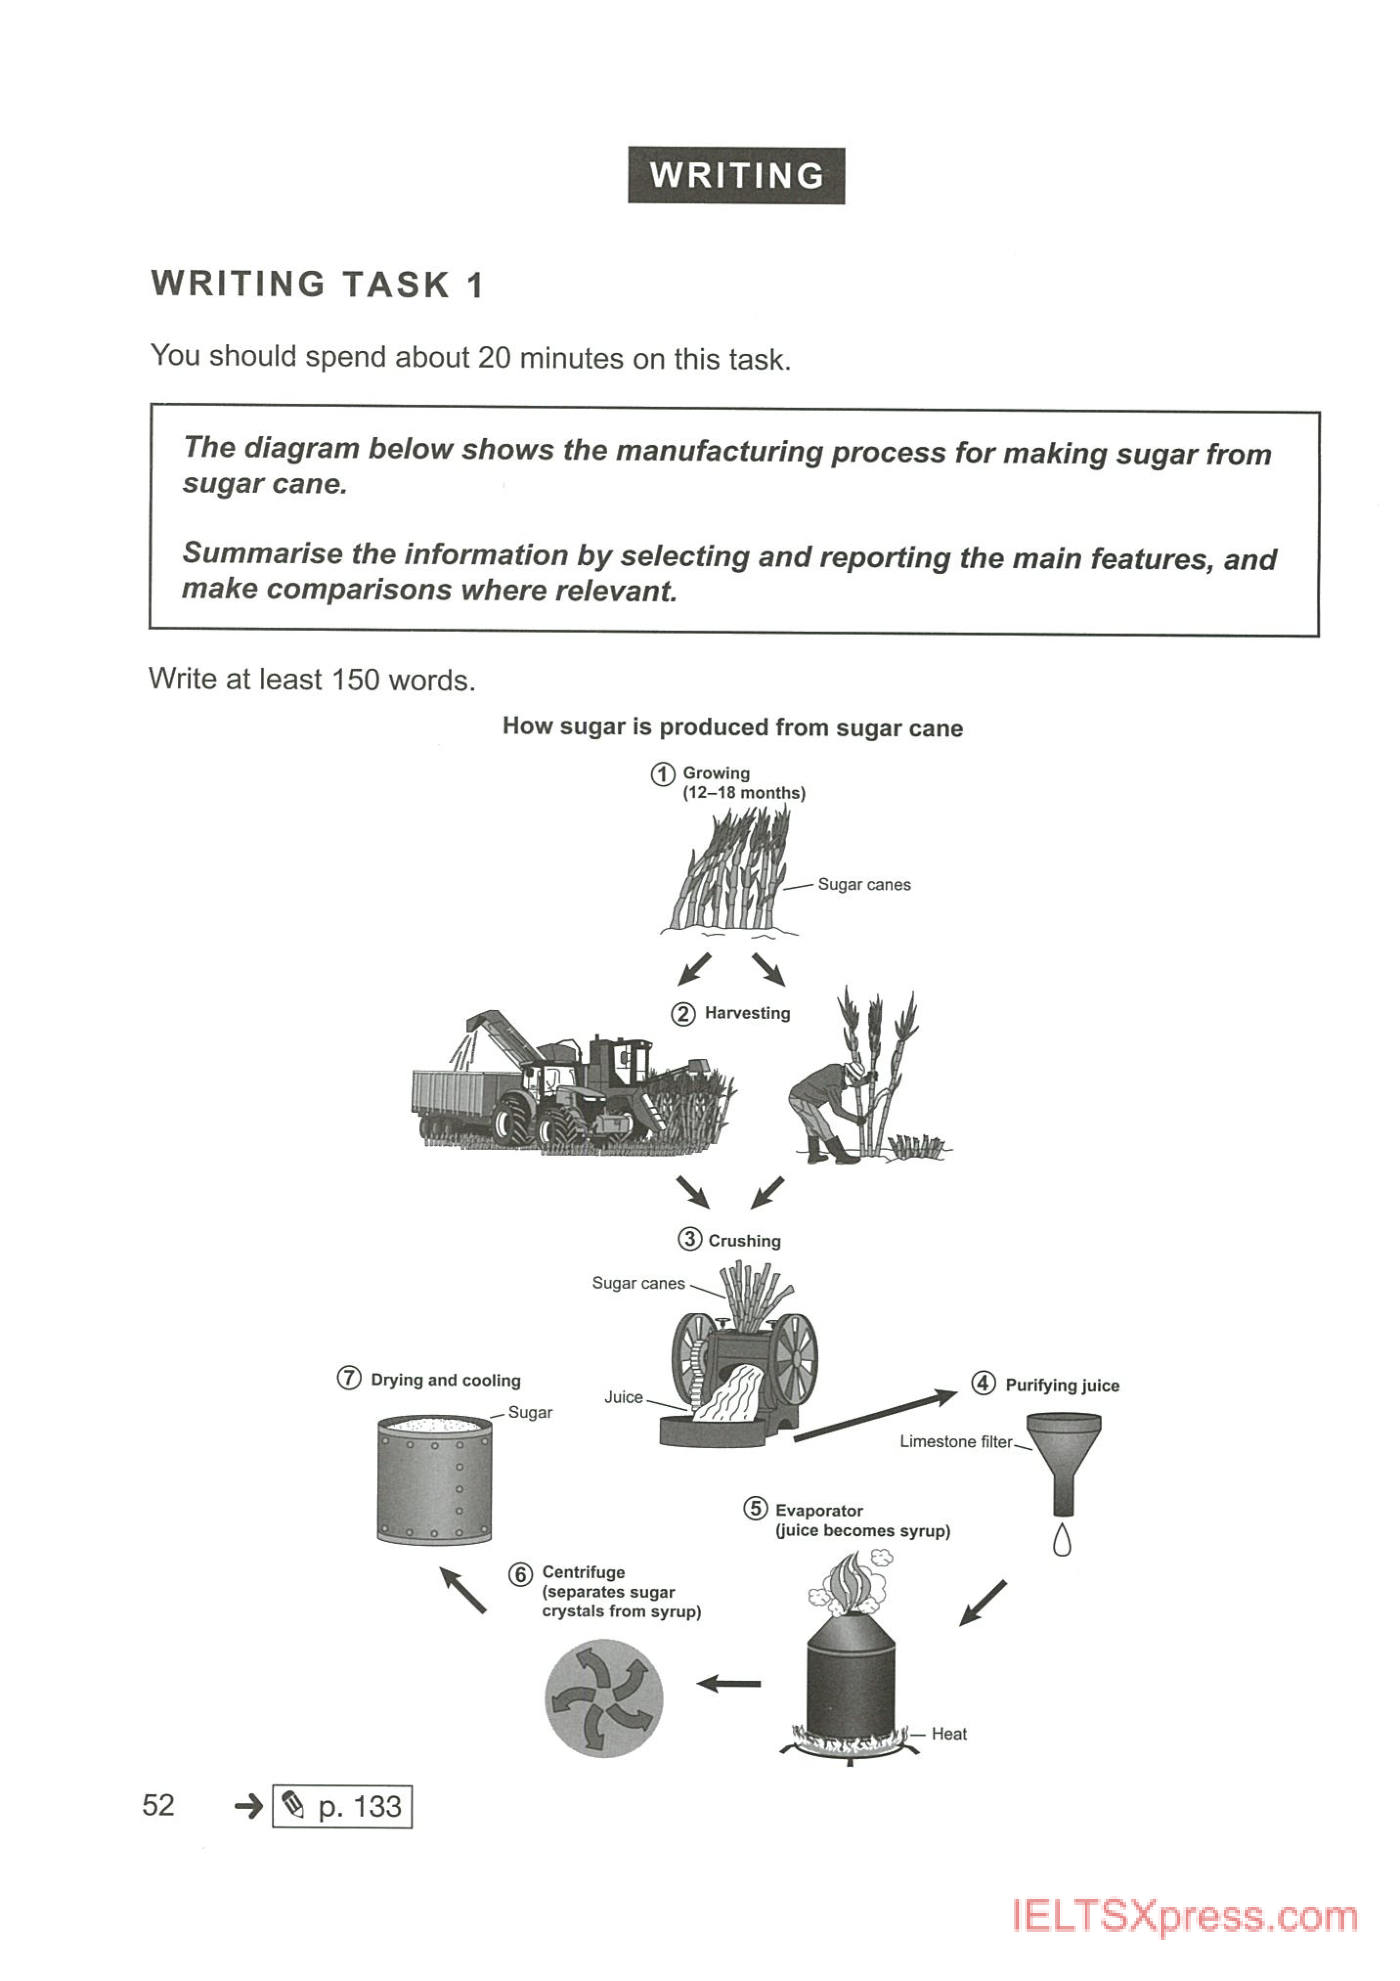 WRITING
WRITING TASK 1
You should spend about 20 minutes on this task.
The diagram below shows the manufacturing process for making sugar from
sugar cane.
Summarise the information by selecting and reporting the main features, and
make comparisons where relevant.
Write at least 150 words.
How sugar is produced from sugar cane
① Growing
(12–18 months)
Sugar canes
② Harvesting
③ Crushing
Sugar canes
Juice
④ Purifying juice
Limestone filter
⑤ Evaporator
(juice becomes syrup)
Heat
⑥ Centrifuge
(separates sugar
crystals from syrup)
⑦ Drying and cooling
Sugar
52 → p. 133
IELTSXpress.com